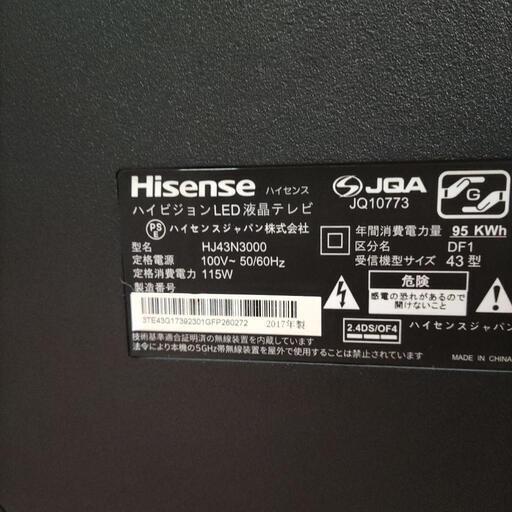 Hisense ハイセンス
JQA
JQ10773
G
ハイビジョンLED液晶テレビ
PS E ハイセンスジャパン株式会社
型名 HJ43N3000
定格電源 100V～50/60Hz
定格消費電力 115W
製造番号
年間消費電力量 95 KWh
区分名 DF1
受信機型サイズ 43型
危険
感電の恐れがあるので
開けないこと
3TE43G17392301GFP260272
2017年製
2.4DS/OF4
ハイセンスジャパン
技術基準適合証明済の無線装置を内蔵しています
法令により本機の5GHz帯無線装置を屋外で使用することは禁止されています。
MADE IN CHINA